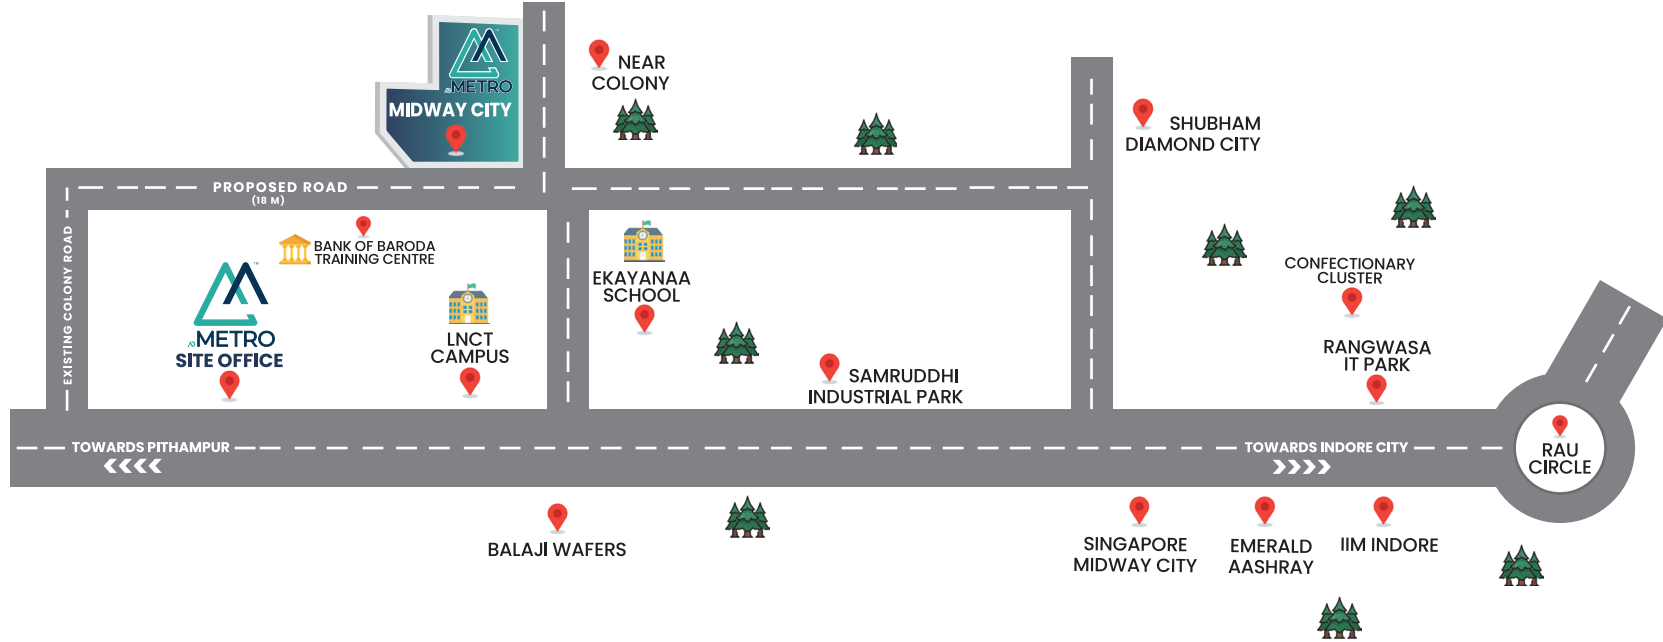 METRO
MIDWAY CITY
NEAR
COLONY
SHUBHAM
DIAMOND CITY
PROPOSED ROAD
(18 M)
EXISTING COLONY ROAD
BANK OF BARODA
TRAINING CENTRE
™
METRO
SITE OFFICE
LNCT
CAMPUS
EKAYANAA
SCHOOL
SAMRUDDHI
INDUSTRIAL PARK
CONFECTIONARY
CLUSTER
RANGWASA
IT PARK
TOWARDS PITHAMPUR
TOWARDS INDORE CITY
RAU
CIRCLE
BALAJI WAFERS
SINGAPORE
MIDWAY CITY
EMERALD
AASHRAY
IIM INDORE